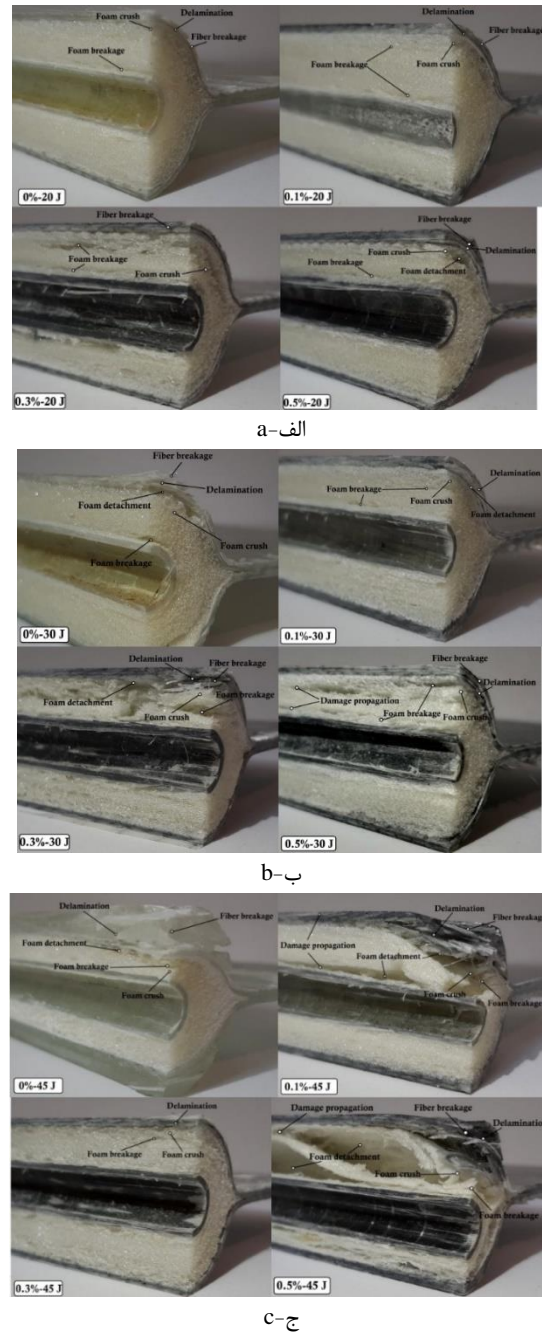 Foam crush
Delamination
Fiber breakage
Foam breakage
0%-20 J
Delamination
Fiber breakage
Foam breakage
Foam crush
0.1%-20 J
Fiber breakage
Foam breakage
Foam crush
0.3%-20 J
Fiber breakage
Delamination
Foam crush
Foam breakage
Foam detachment
0.5%-20 J
الف-a
Fiber breakage
Delamination
Foam detachment
Foam crush
Foam breakage
0%-30 J
Delamination
Foam breakage
Foam crush
Foam detachment
0.1%-30 J
Delamination
Fiber breakage
Foam breakage
Foam detachment
Foam crush
0.3%-30 J
Fiber breakage
Delamination
Damage propagation
Foam crush
Foam breakage
0.5%-30 J
ب-b
Delamination
Fiber breakage
Foam detachment
Foam breakage
Foam crush
0%-45 J
Delamination
Fiber breakage
Damage propagation
Foam detachment
Foam crush
Foam breakage
0.1%-45 J
Delamination
Foam breakage
Foam crush
0.3%-45 J
Damage propagation
Fiber breakage
Delamination
Foam detachment
Foam crush
Foam breakage
0.5%-45 J
ج-c